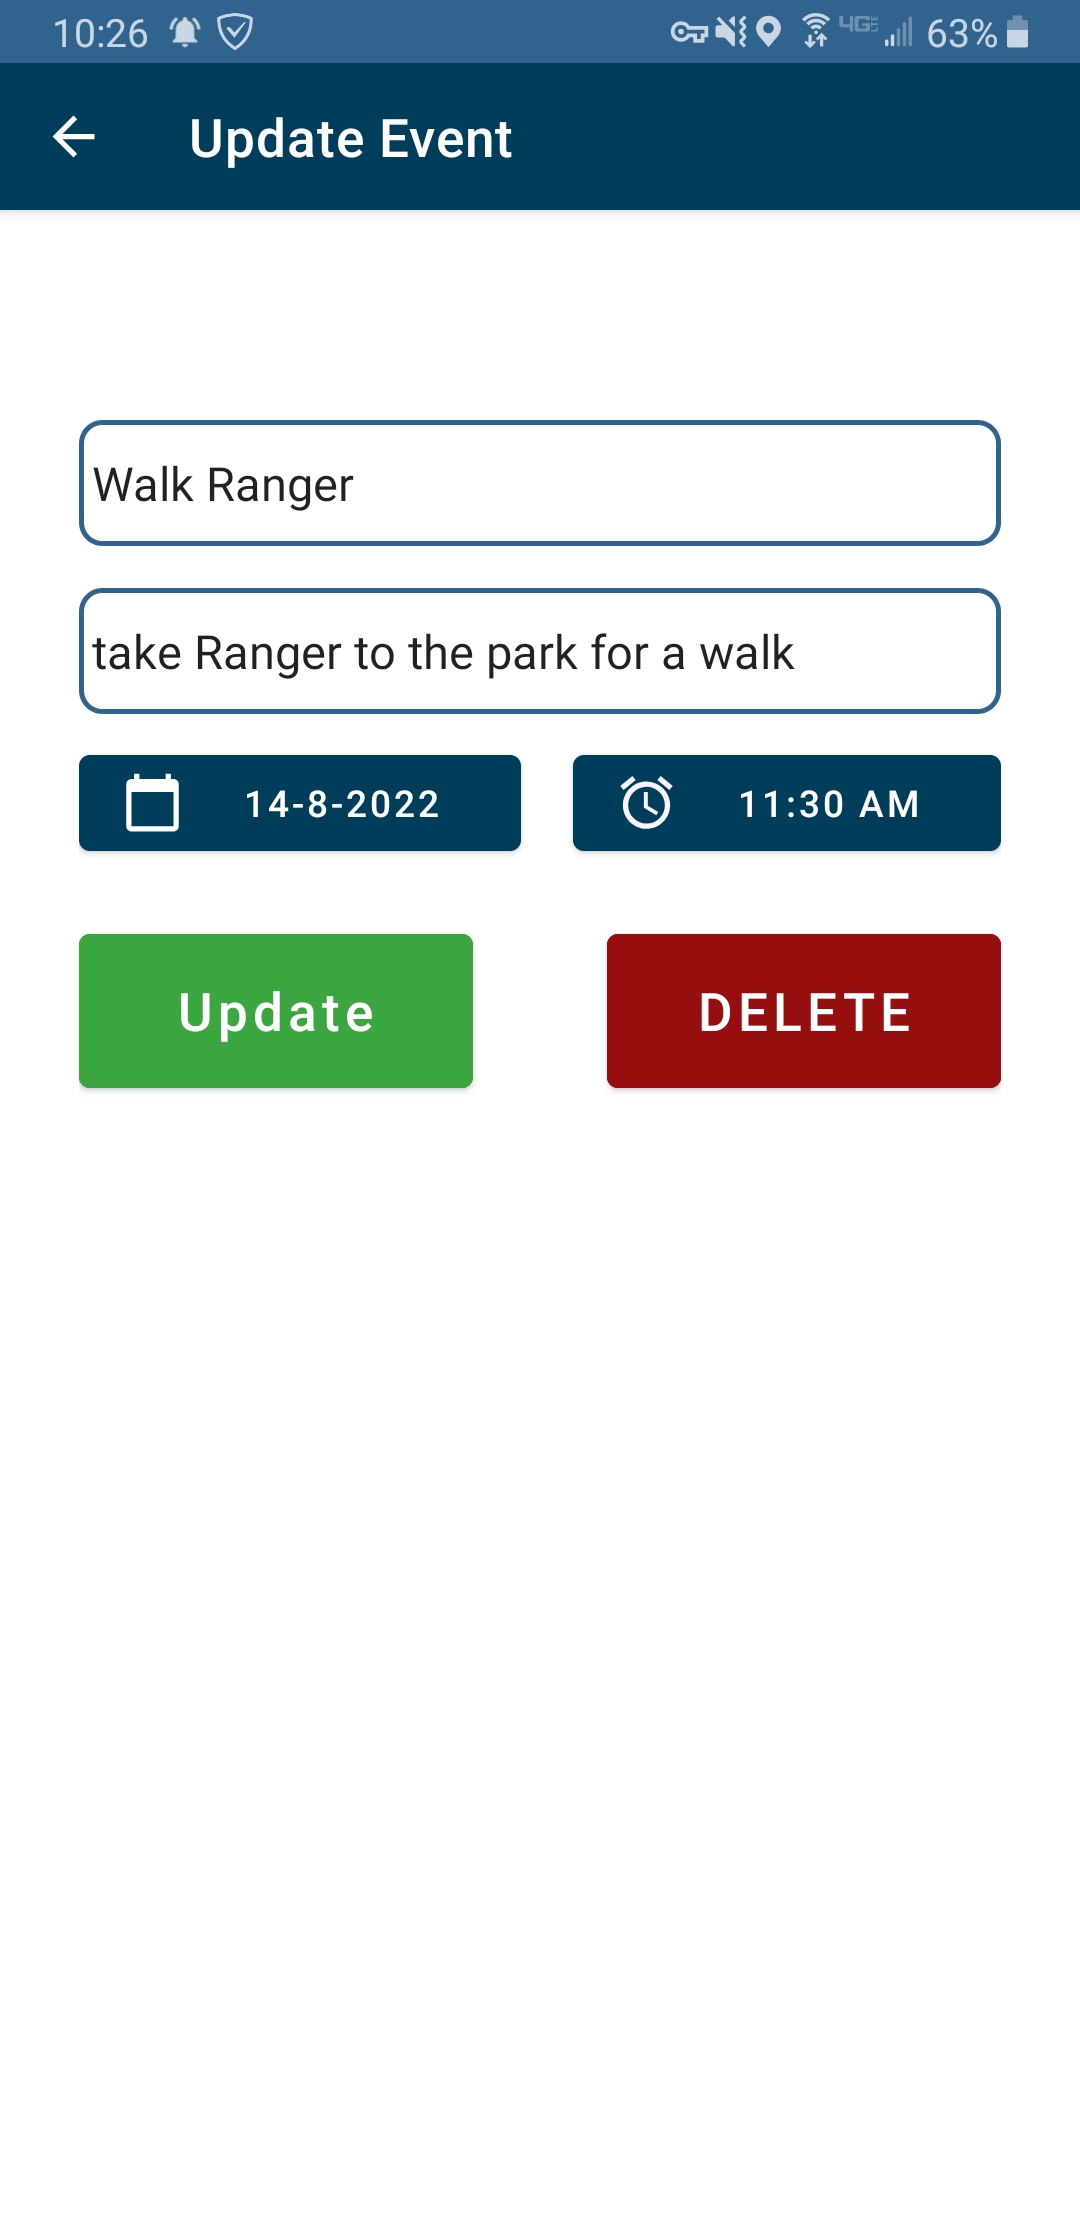 10:26 4G LTE 63%
Update Event
Walk Ranger
take Ranger to the park for a walk
14-8-2022 11:30 AM
Update DELETE